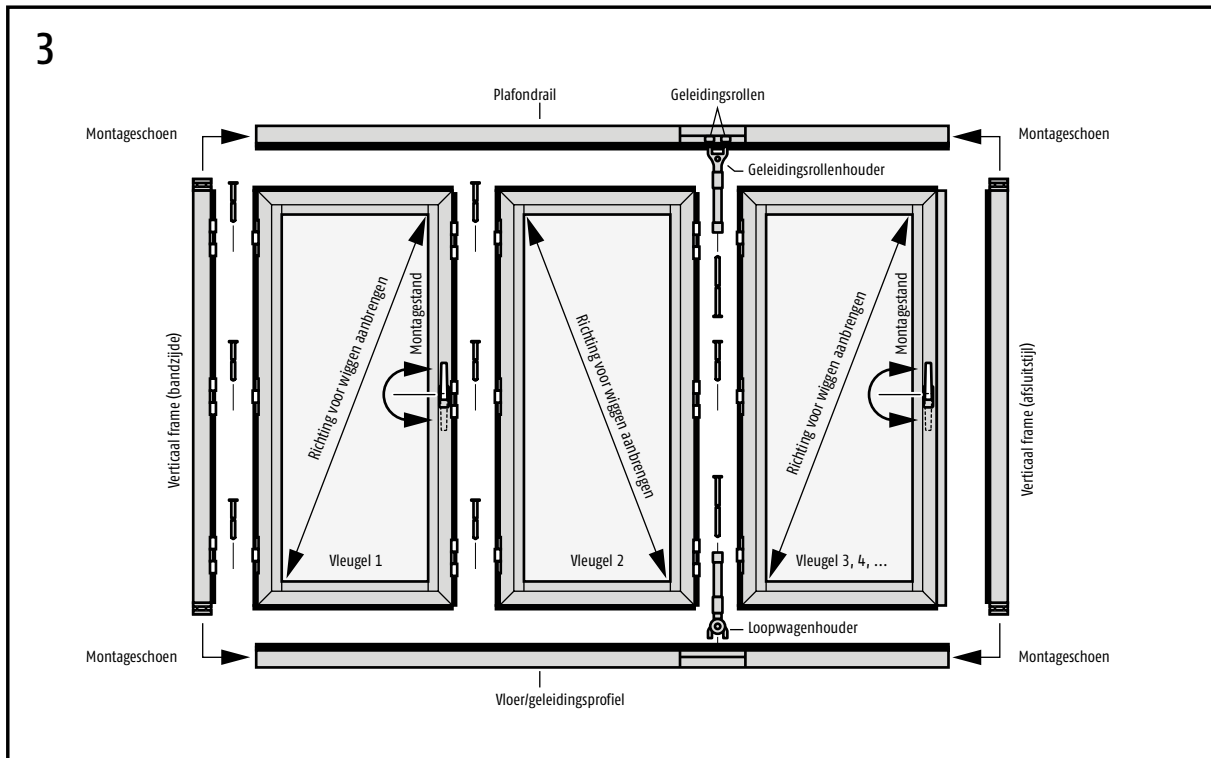 3
Plafondrail
Geleidingsrollen
Montageschoen
Montageschoen
Geleidingsrollenhouder
Verticaal frame (bandzijde)
Richting voor wiggen aanbrengen
Montagestand
Vleugel 1
Richting voor wiggen aanbrengen
Vleugel 2
Richting voor wiggen aanbrengen
Montagestand
Vleugel 3, 4, ...
Verticaal frame (afsluitstijl)
Loopwagenhouder
Montageschoen
Montageschoen
Vloer/geleidingsprofiel